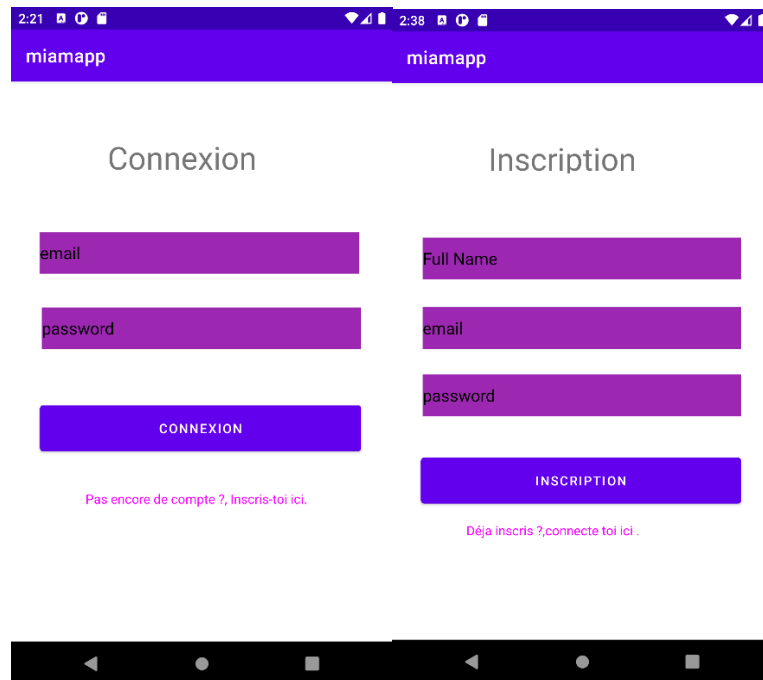 2:21
miamapp
Connexion
email
password
CONNEXION
Pas encore de compte ?, Inscris-toi ici.
2:38
miamapp
Inscription
Full Name
email
password
INSCRIPTION
Déja inscris ?,connecte toi ici .